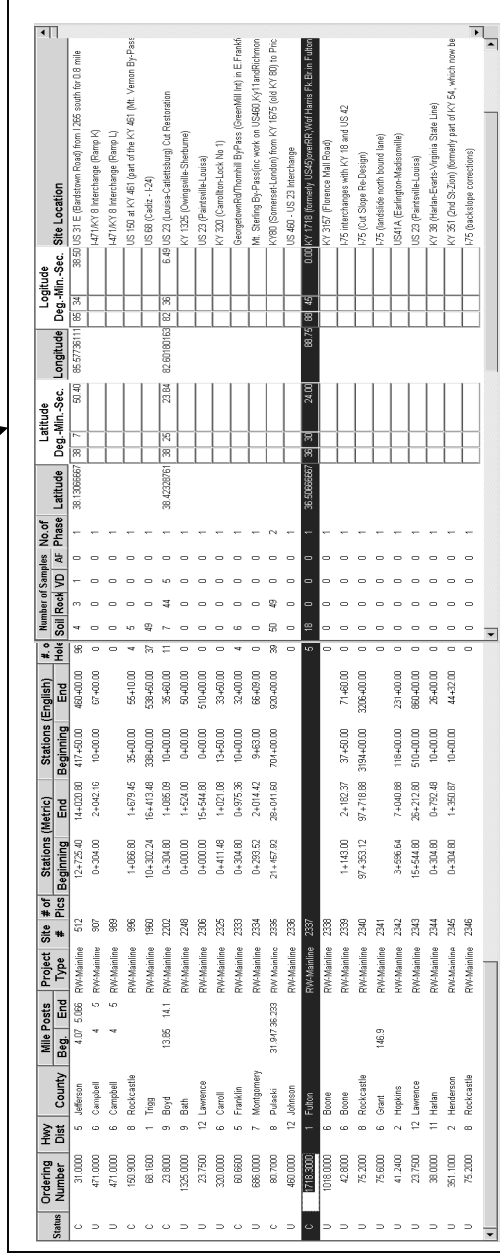 Status Ordering Number Hwy Dist County Mile Posts Beg. End Project Type Site # # of Pics Stations (Metric) Beginning End Stations (English) Beginning End #. o Hole Number of Samples Soil Rock VD AF No. of Phase Latitude Latitude Deg.-Min.-Sec. Longitude Logitude Deg.-Min.-Sec. Site Location
C 31.0000 5 Jefferson 4.07 5.066 RW-Mainline 512 12+725.40 14+020.80 417+50.00 460+00.00 96 4 3 1 0 1 38.13066667 38 7 50.40 85.57736111 85 34 38.50 US 31 E (Bardstown Road) from I 265 south for 0.8 mile
U 471.0000 6 Campbell 4 5 RW-Mainline 907 0+304.00 2+042.16 10+00.00 67+00.00 0 0 0 0 1 I-471/KY 8 Interchange (Ramp K)
U 471.0000 6 Campbell 4 5 RW-Mainline 989 0 0 0 0 1 I-471/KY 8 Interchange (Ramp L)
C 150.9000 8 Rockcastle RW-Mainline 996 1+066.80 1+679.45 35+00.00 55+10.00 4 5 0 0 0 1 US 150 at KY 461 (part of the KY 461 (Mt. Vernon By-Pass
C 68.1600 1 Trigg RW-Mainline 1960 10+302.24 16+413.48 338+00.00 538+50.00 37 49 0 0 0 1 US 68 (Cadiz - I-24)
C 23.8000 9 Boyd 13.85 14.1 RW-Mainline 2202 0+304.80 1+085.09 10+00.00 35+60.00 11 7 44 5 0 1 38.42328761 38 25 23.84 82.60180163 82 36 6.49 US 23 (Louisa-Catlettsburg) Cut Restoration
U 1325.0000 9 Bath RW-Mainline 2248 0+000.00 1+524.00 0+00.00 50+00.00 0 0 0 0 1 KY 1325 (Owingsville-Sherburne)
U 23.7500 12 Lawrence RW-Mainline 2306 0+000.00 15+544.80 0+00.00 510+00.00 0 0 0 0 1 US 23 (Paintsville-Louisa)
U 320.0000 6 Carroll RW-Mainline 2325 0+411.48 1+021.08 13+50.00 33+50.00 0 0 0 0 1 KY 320 (Carrollton-Lock No 1)
C 60.6600 5 Franklin RW-Mainline 2333 0+304.80 0+975.36 10+00.00 32+00.00 4 6 0 0 0 1 GeorgetownRd/Thornhill ByPass (GreenMill Int) in E.Frankfo
U 686.0000 7 Montgomery RW-Mainline 2334 0+293.52 2+014.42 9+63.00 66+09.00 0 0 0 0 1 Mt. Sterling By-Pass(Inc work on US460,Ky11andRichmon
C 80.7000 8 Pulaski 31.947 36.233 RW-Mainline 2335 21+457.92 28+041.60 704+00.00 920+00.00 39 50 49 0 0 2 KY80 (Somerset-London) from KY 1675 (old KY 80) to Pric
U 460.0000 12 Johnson RW-Mainline 2336 0 0 0 0 1 US 460 - US 23 Interchange
C 1718.3000 1 Fulton RW-Mainline 2337 5 18 0 0 0 1 36.50666667 36 30 24.00 88.75 88 45 0.00 KY 1718 (formerly US45)overRR,Wof Harris Fk.Br.in Fulton
U 1018.0000 6 Boone RW-Mainline 2338 0 0 0 0 1 KY 3157 (Florence Mall Road)
U 42.8000 6 Boone RW-Mainline 2339 1+143.00 2+182.37 37+50.00 71+60.00 0 0 0 0 1 I-75 interchanges with KY 18 and US 42
U 75.2000 8 Rockcastle RW-Mainline 2340 97+353.12 97+718.88 3194+00.00 3206+00.00 0 0 0 0 1 I-75 (Cut Slope Re-Design)
U 75.6000 6 Grant 146.9 RW-Mainline 2341 0 0 0 0 1 I-75 (landslide north bound lane)
U 41.2400 2 Hopkins RW-Mainline 2342 3+596.64 7+040.88 118+00.00 231+00.00 0 0 0 0 1 US41A (Earlington-Madisonville)
U 23.7500 12 Lawrence RW-Mainline 2343 15+544.80 26+212.80 510+00.00 860+00.00 0 0 0 0 1 US 23 (Paintsville-Louisa)
U 38.0000 11 Harlan RW-Mainline 2344 0+304.80 0+792.48 10+00.00 26+00.00 0 0 0 0 1 KY 38 (Harlan-Evarts-Virginia State Line)
U 351.1000 2 Henderson RW-Mainline 2345 0+304.80 1+350.87 10+00.00 44+32.00 0 0 0 0 1 KY 351 (2nd St-Zion) (formerly part of KY 54, which now be
U 75.2000 8 Rockcastle RW-Mainline 2346 0 0 0 0 1 I-75 (backslope corrections)